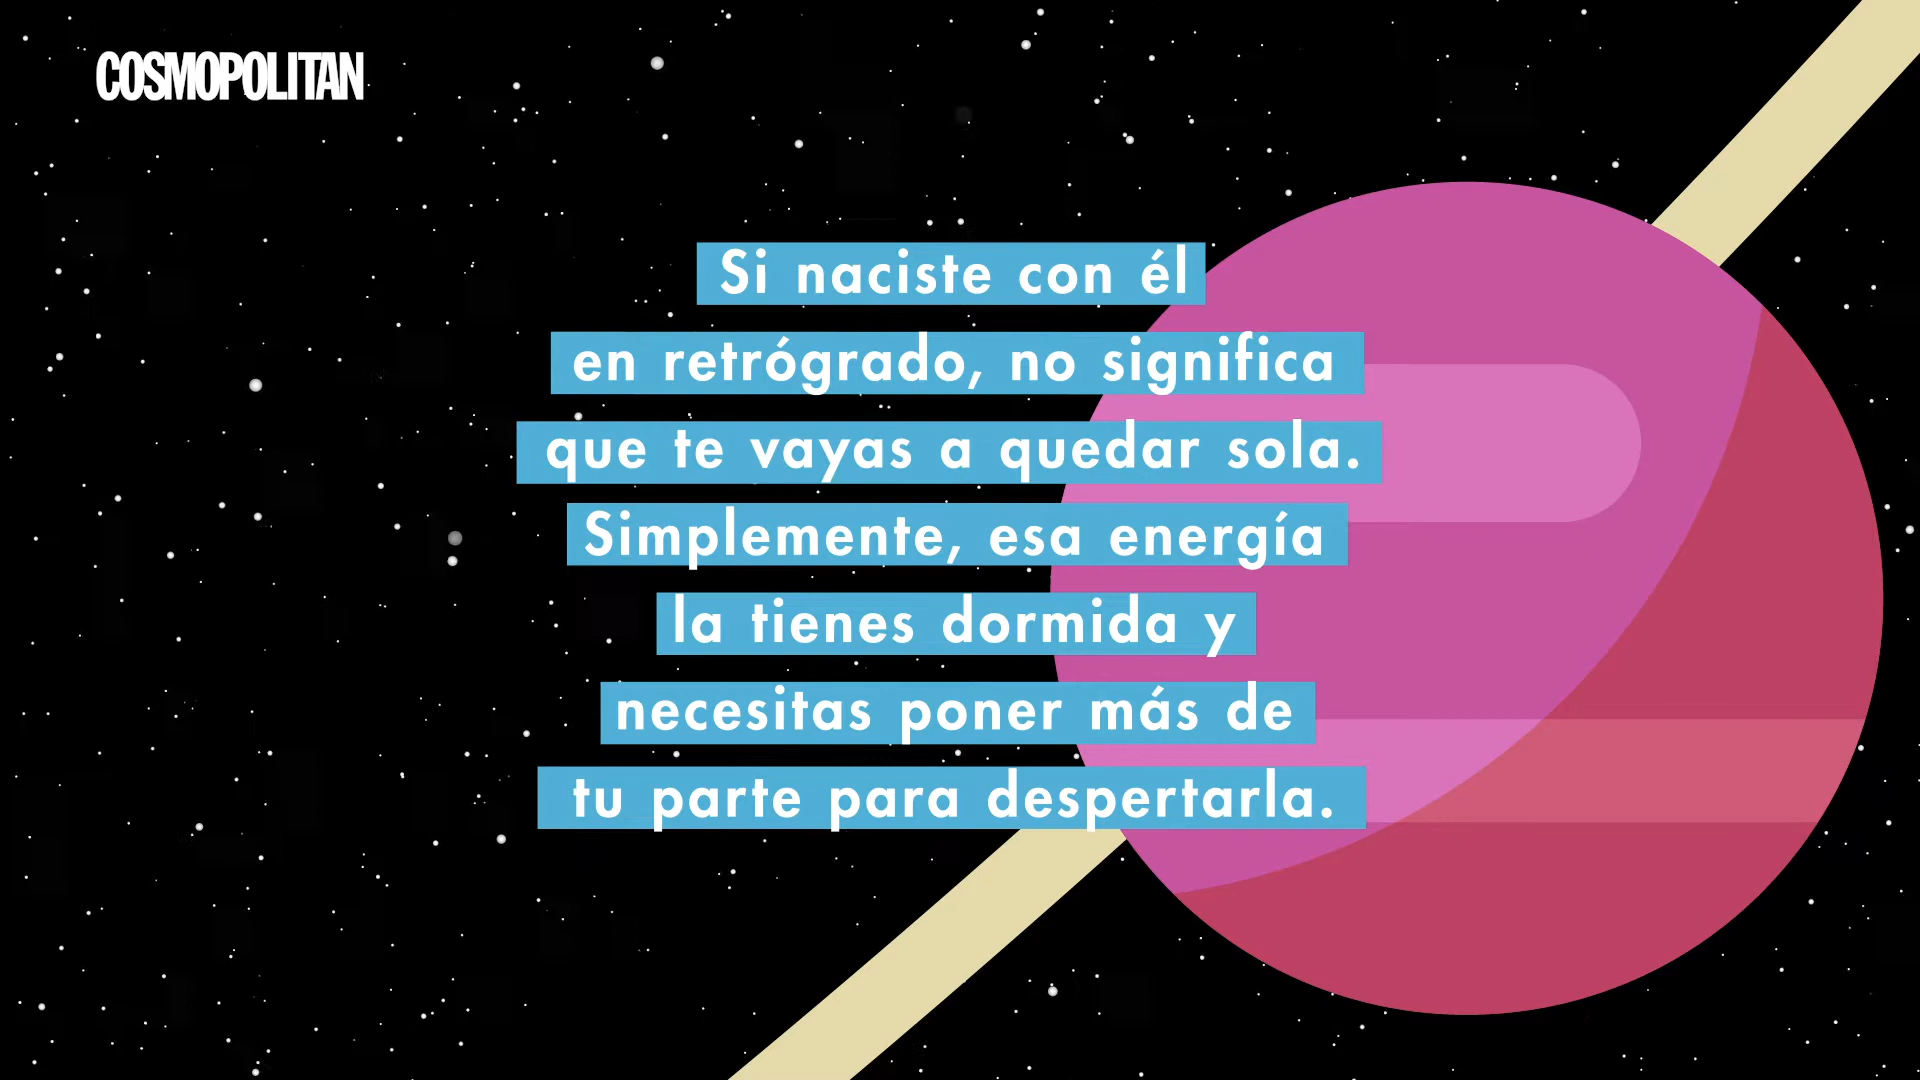 COSMOPOLITAN
Si naciste con él
en retrógrado, no significa
que te vayas a quedar sola.
Simplemente, esa energía
la tienes dormida y
necesitas poner más de
tu parte para despertarla.